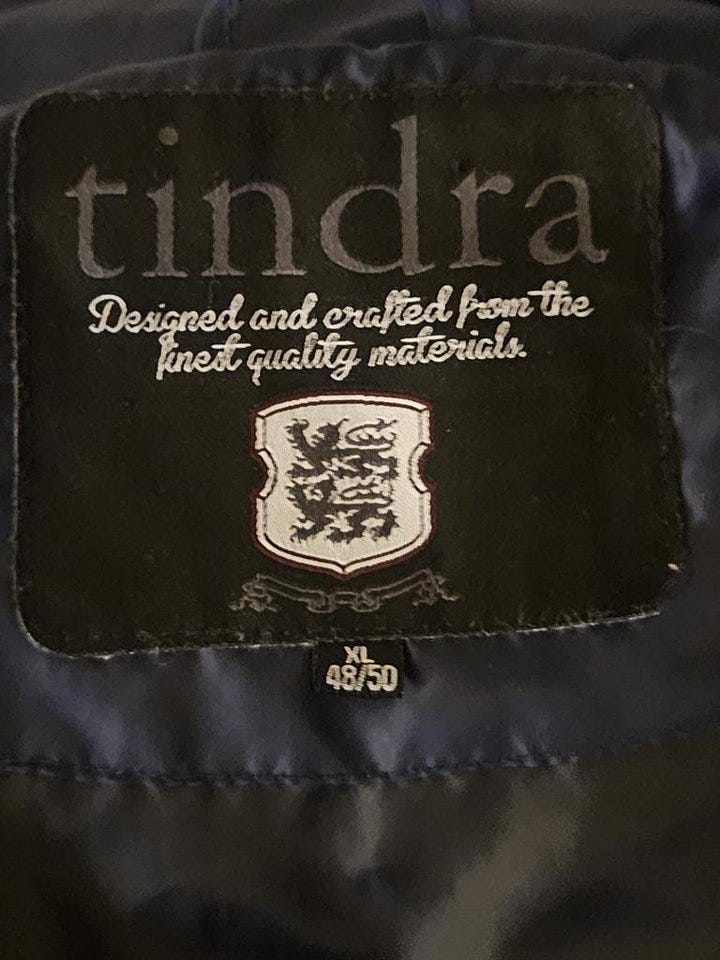 tindra
Designed and crafted from the
finest quality materials.
XL
48/50